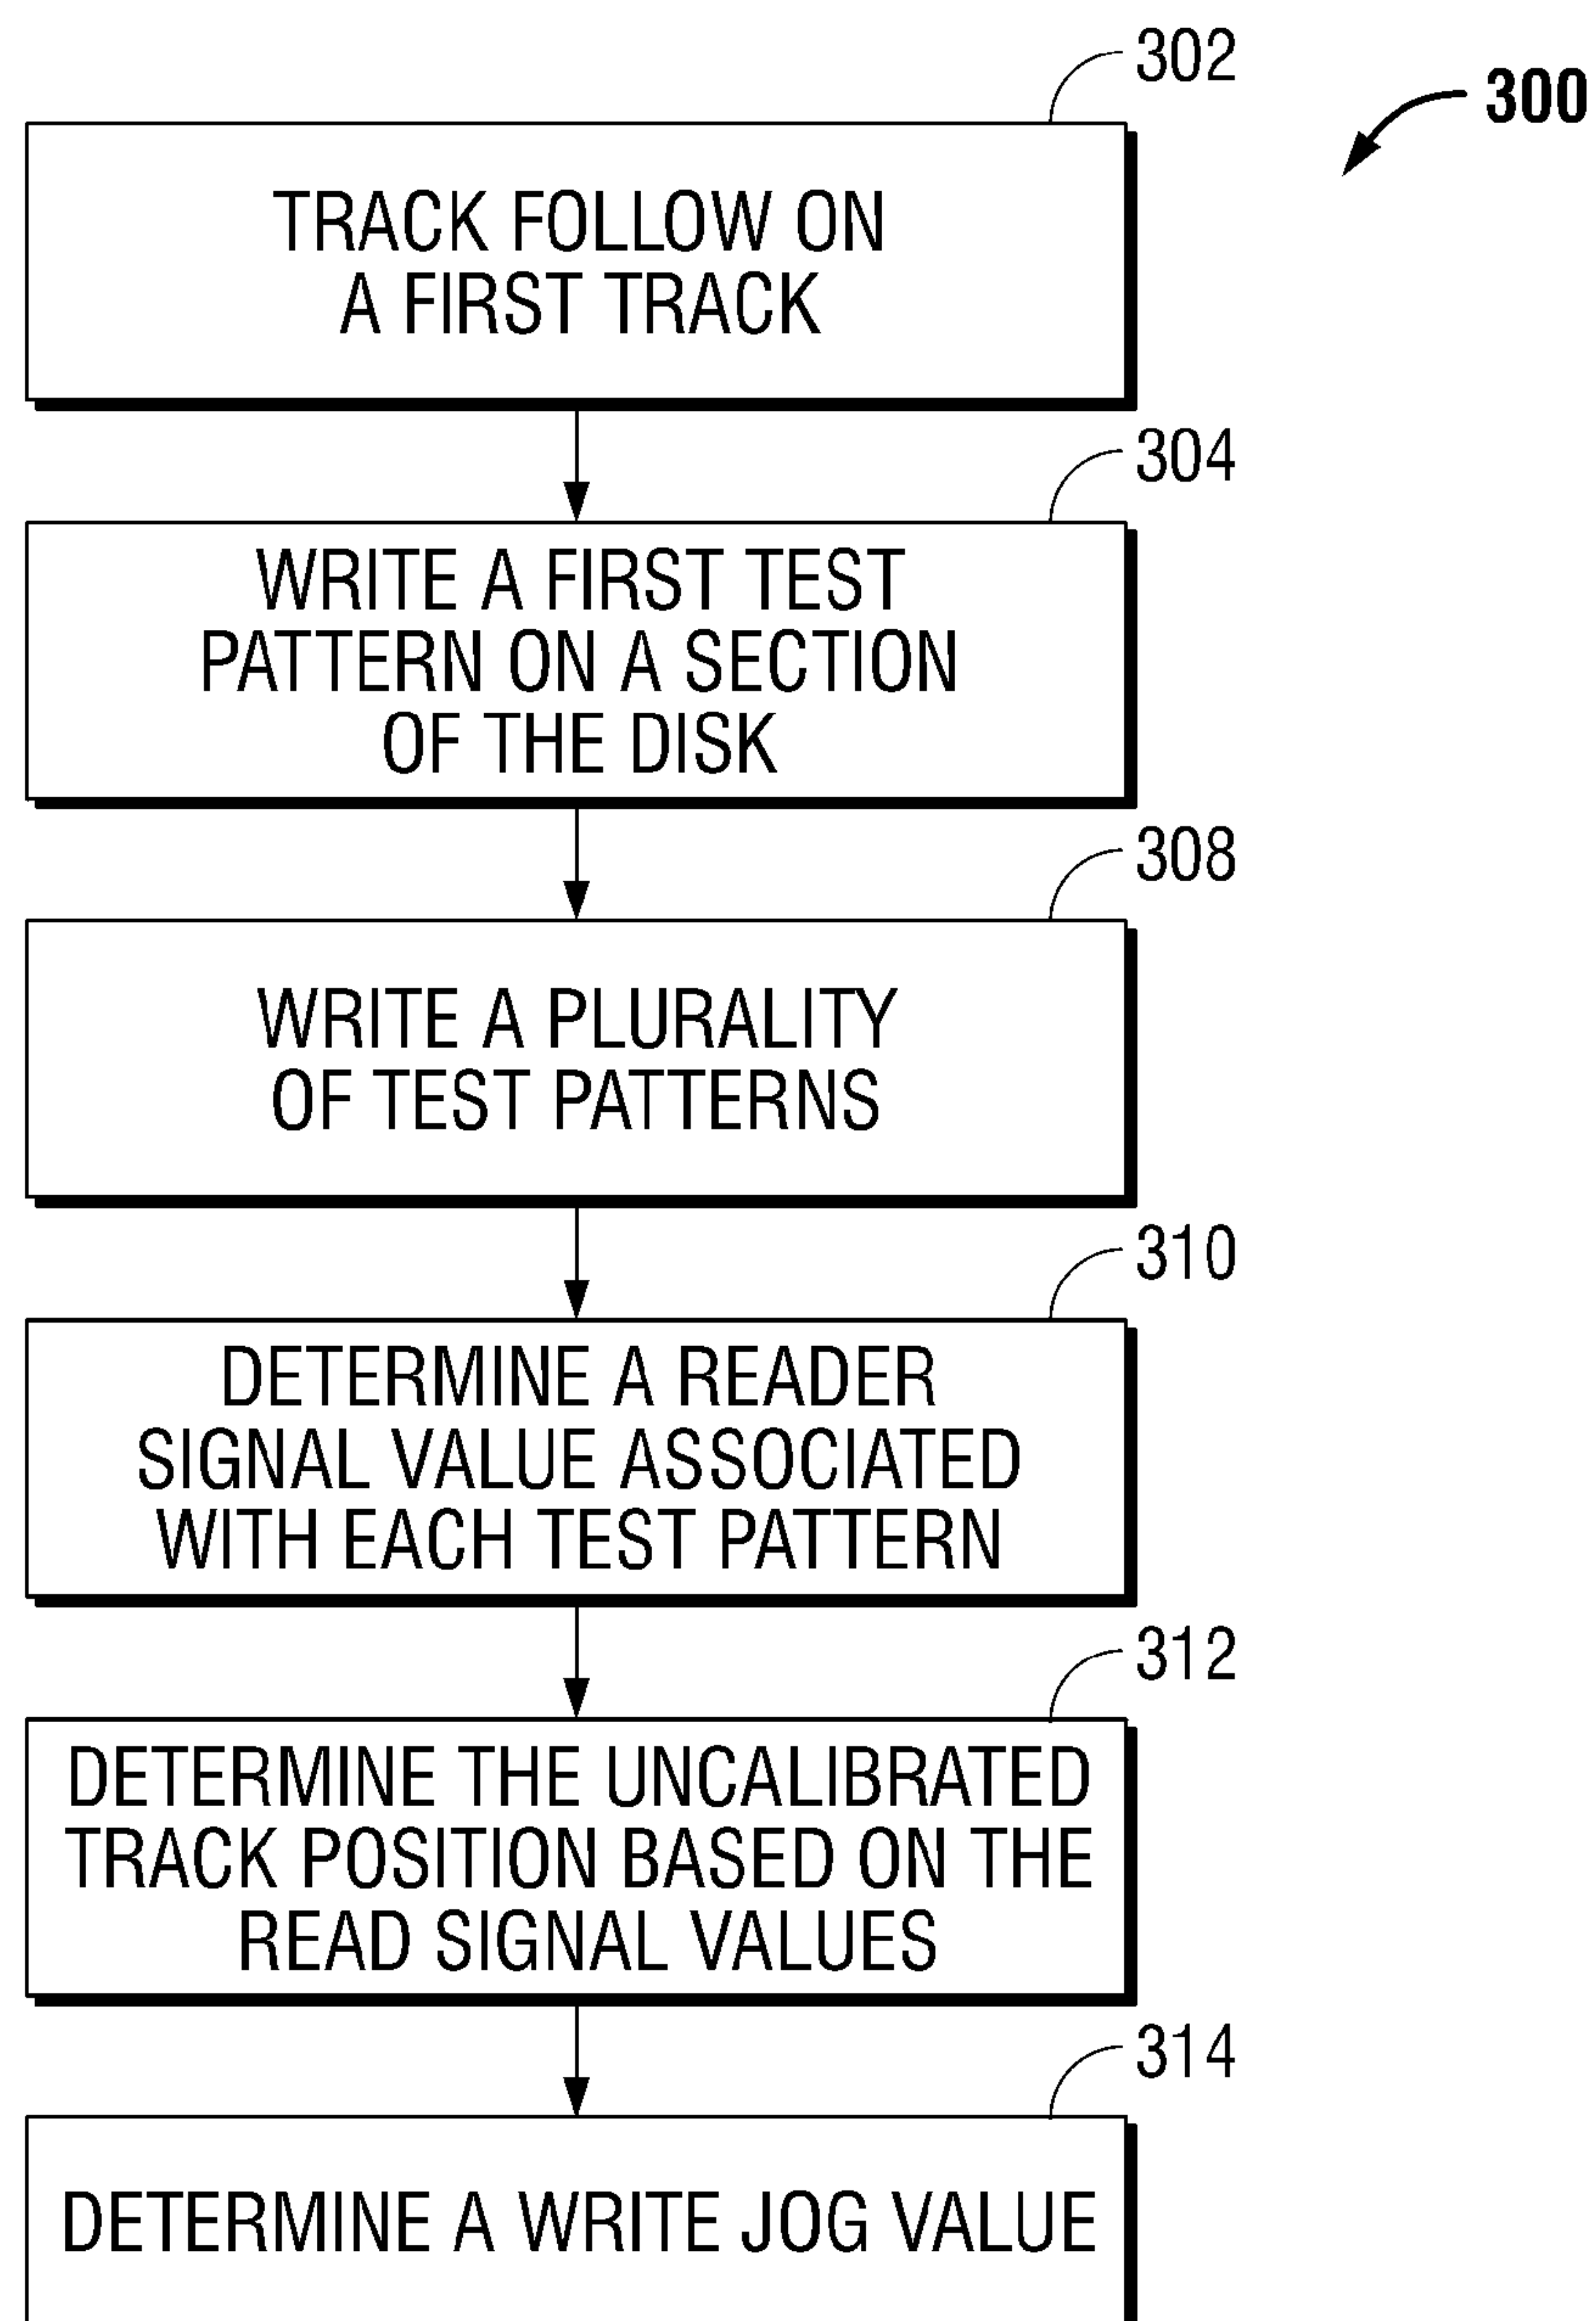 302
300
TRACK FOLLOW ON
A FIRST TRACK
304
WRITE A FIRST TEST
PATTERN ON A SECTION
OF THE DISK
308
WRITE A PLURALITY
OF TEST PATTERNS
310
DETERMINE A READER
SIGNAL VALUE ASSOCIATED
WITH EACH TEST PATTERN
312
DETERMINE THE UNCALIBRATED
TRACK POSITION BASED ON THE
READ SIGNAL VALUES
314
DETERMINE A WRITE JOG VALUE